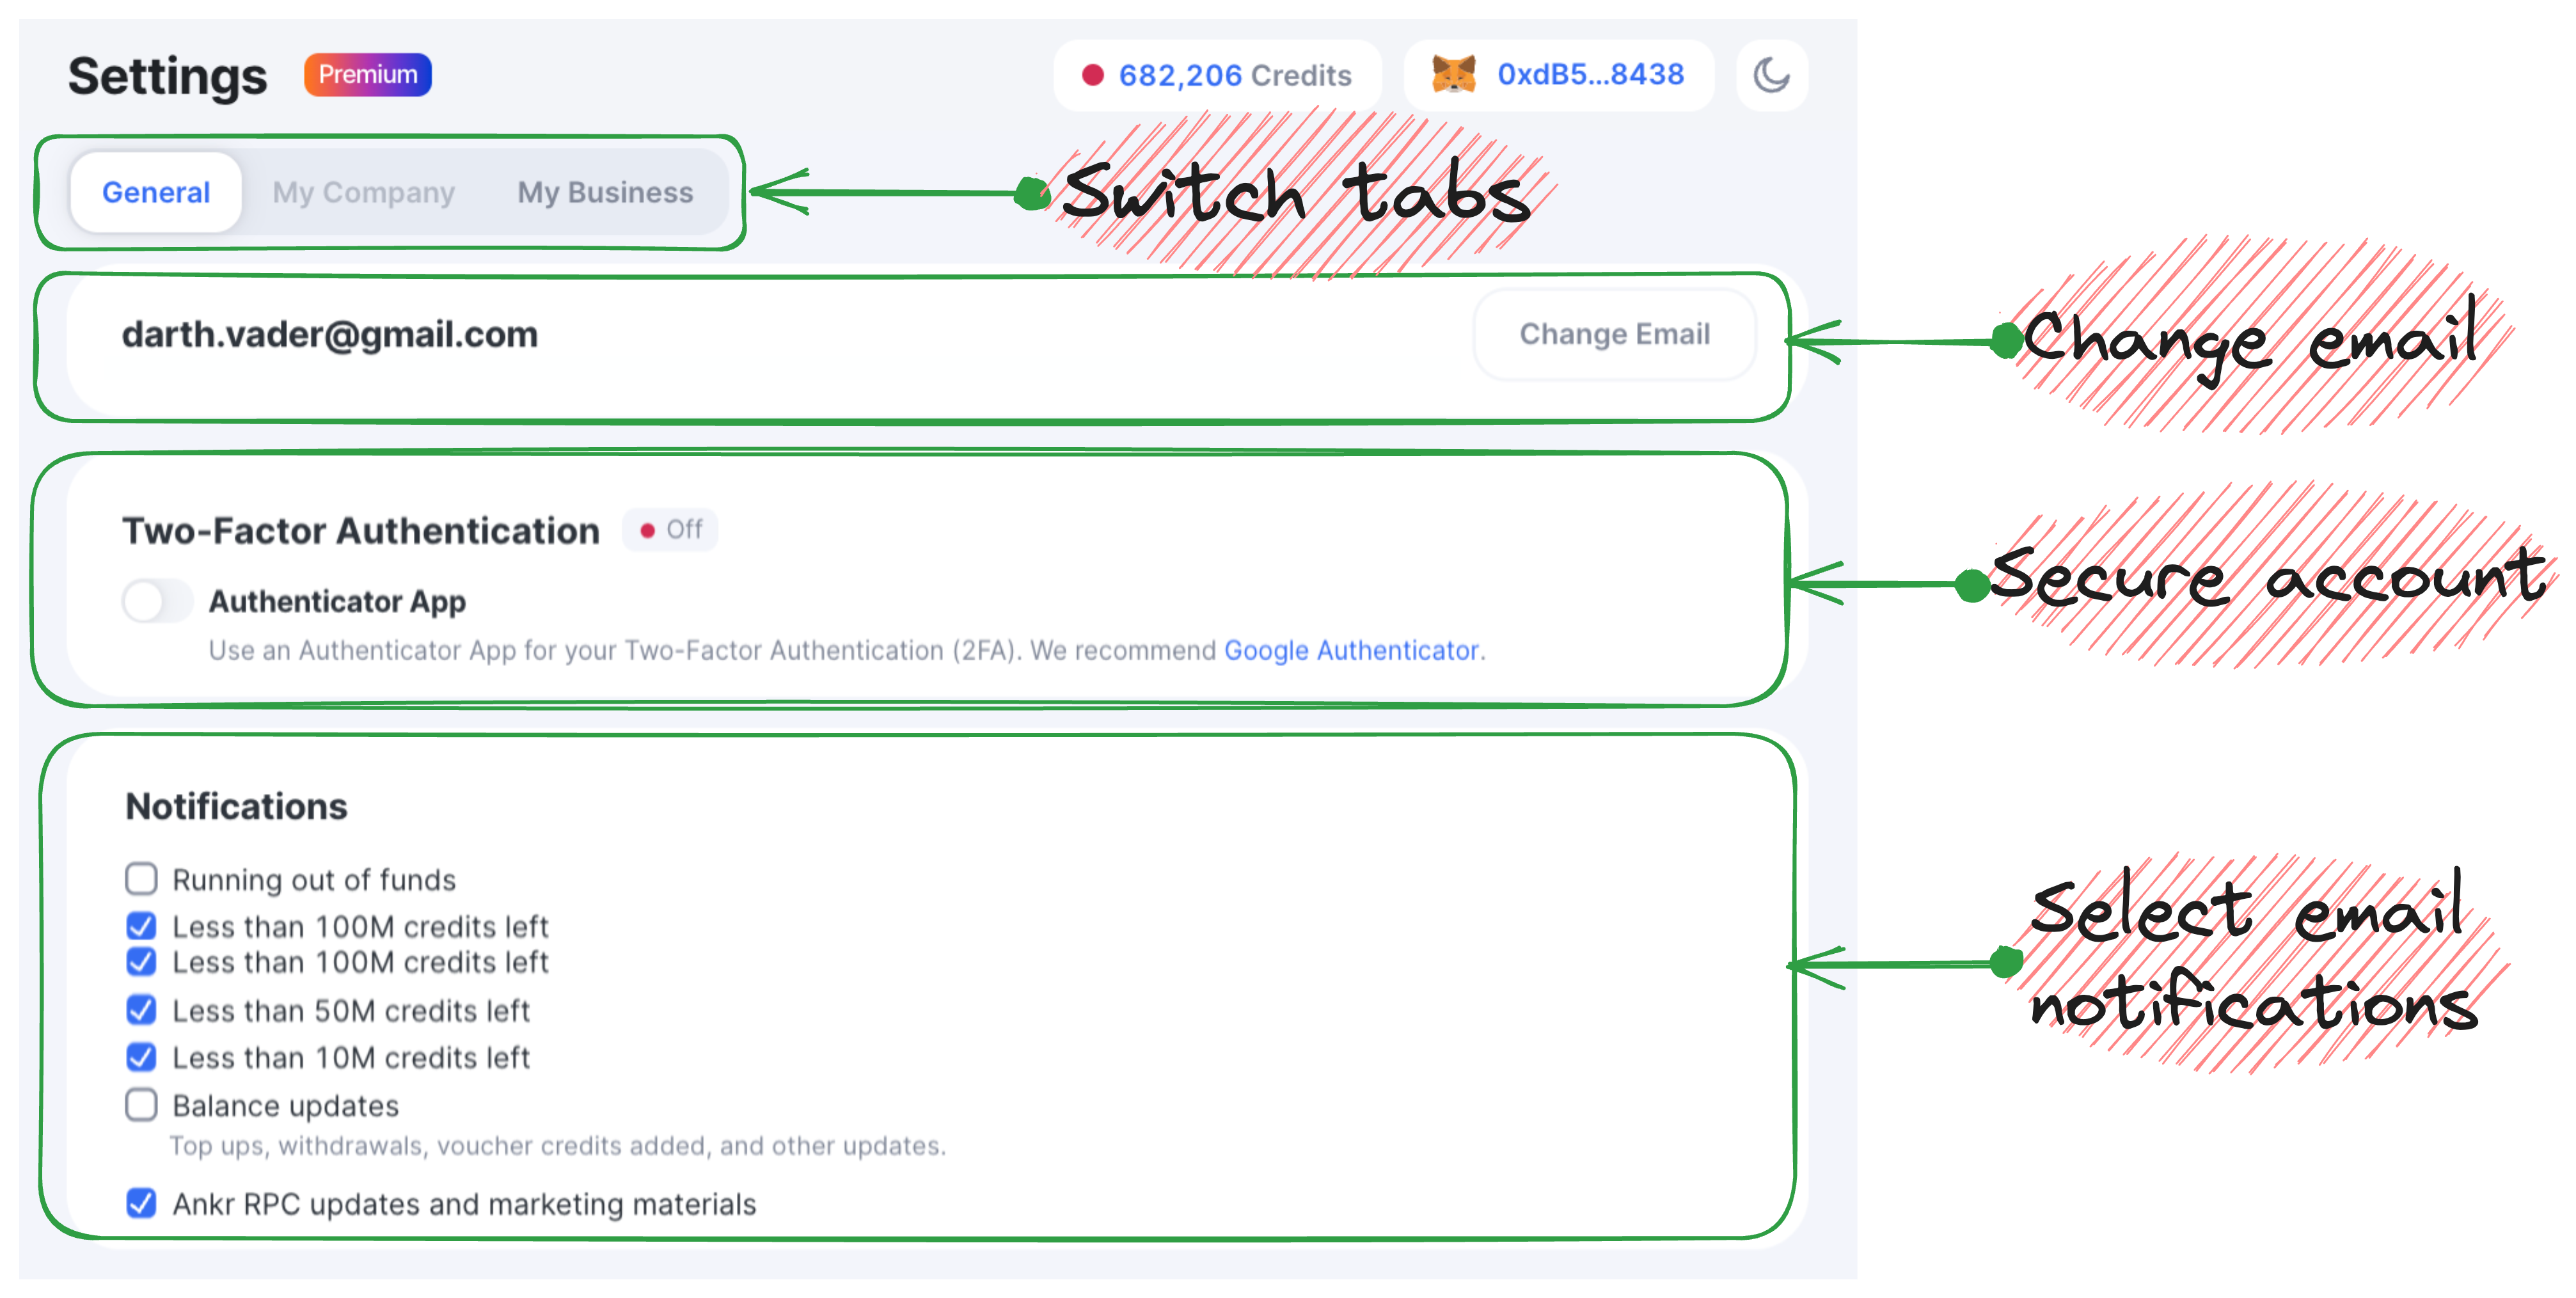 Settings Premium 682,206 Credits 0xdB5...8438
General My Company My Business Switch tabs
darth.vader@gmail.com Change Email Change email
Two-Factor Authentication Off
Authenticator App Secure account
Use an Authenticator App for your Two-Factor Authentication (2FA). We recommend Google Authenticator.
Notifications
Running out of funds
Less than 100M credits left
Less than 100M credits left
Less than 50M credits left
Less than 10M credits left
Balance updates
Top ups, withdrawals, voucher credits added, and other updates.
Ankr RPC updates and marketing materials
Select email
notifications